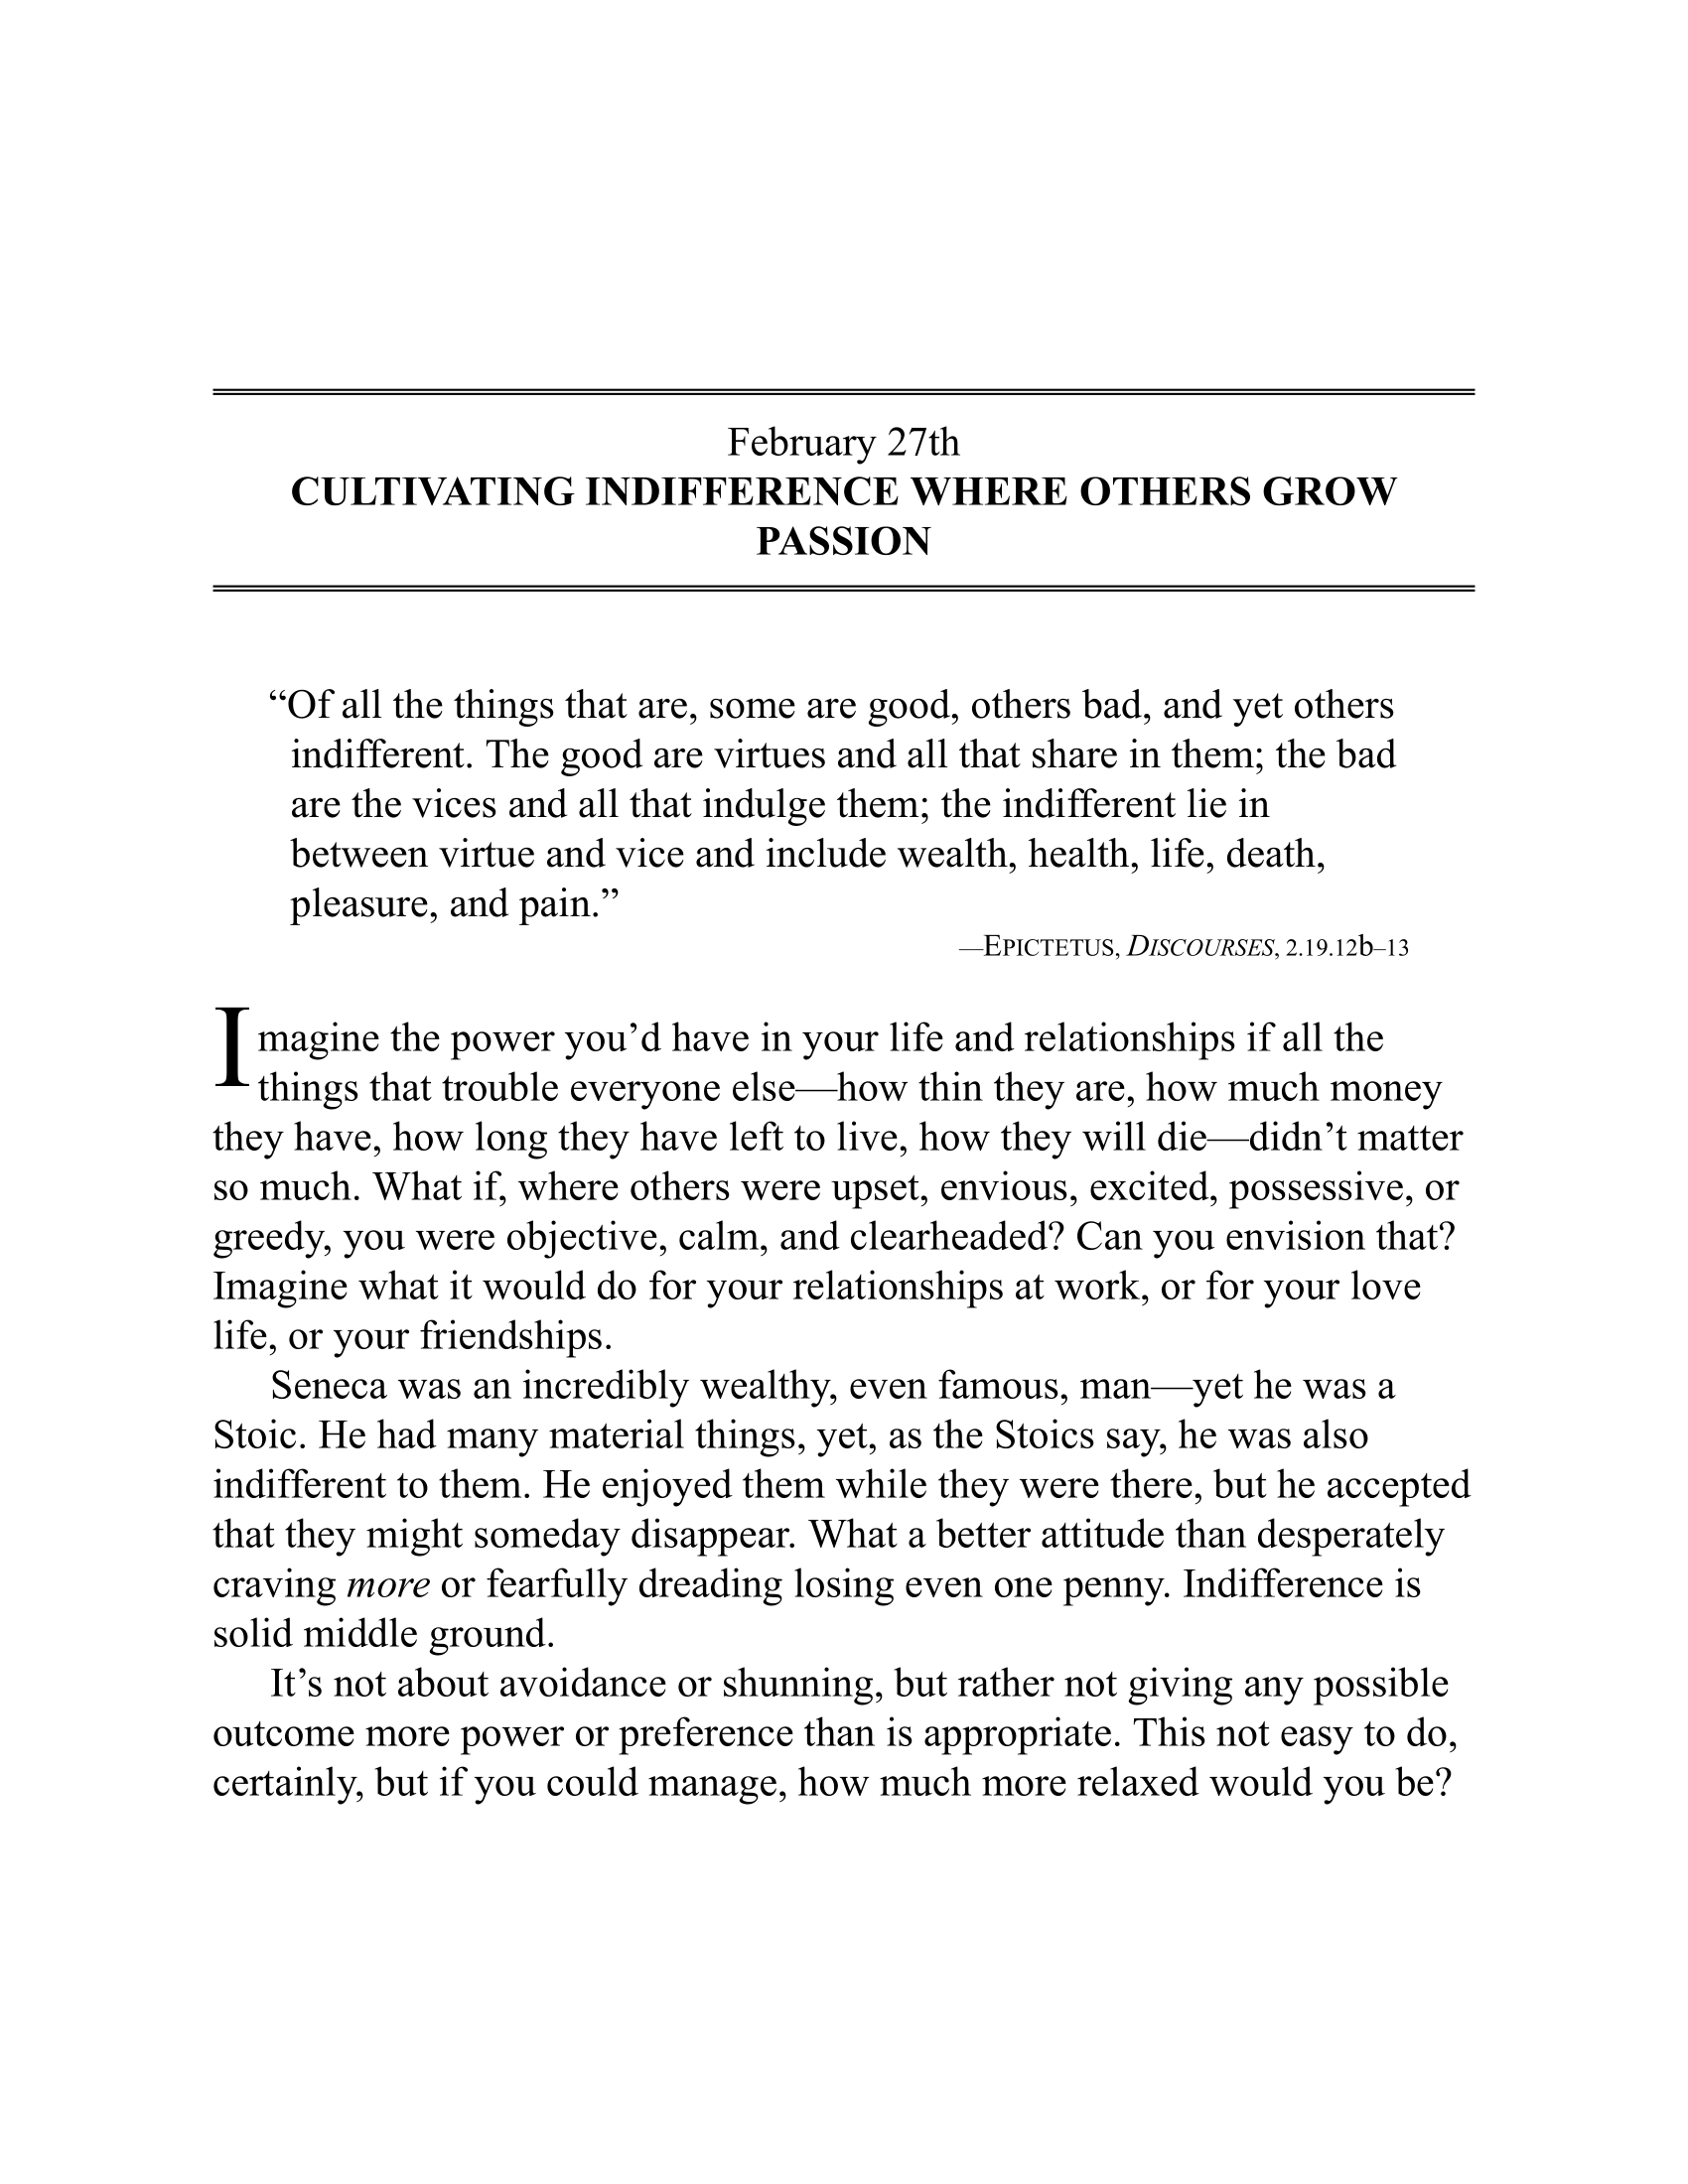 February 27th
CULTIVATING INDIFFERENCE WHERE OTHERS GROW
PASSION
“Of all the things that are, some are good, others bad, and yet others
indifferent. The good are virtues and all that share in them; the bad
are the vices and all that indulge them; the indifferent lie in
between virtue and vice and include wealth, health, life, death,
pleasure, and pain.”
—EPICTETUS, DISCOURSES, 2.19.12b–13
Imagine the power you’d have in your life and relationships if all the
things that trouble everyone else—how thin they are, how much money
they have, how long they have left to live, how they will die—didn’t matter
so much. What if, where others were upset, envious, excited, possessive, or
greedy, you were objective, calm, and clearheaded? Can you envision that?
Imagine what it would do for your relationships at work, or for your love
life, or your friendships.
Seneca was an incredibly wealthy, even famous, man—yet he was a
Stoic. He had many material things, yet, as the Stoics say, he was also
indifferent to them. He enjoyed them while they were there, but he accepted
that they might someday disappear. What a better attitude than desperately
craving more or fearfully dreading losing even one penny. Indifference is
solid middle ground.
It’s not about avoidance or shunning, but rather not giving any possible
outcome more power or preference than is appropriate. This not easy to do,
certainly, but if you could manage, how much more relaxed would you be?